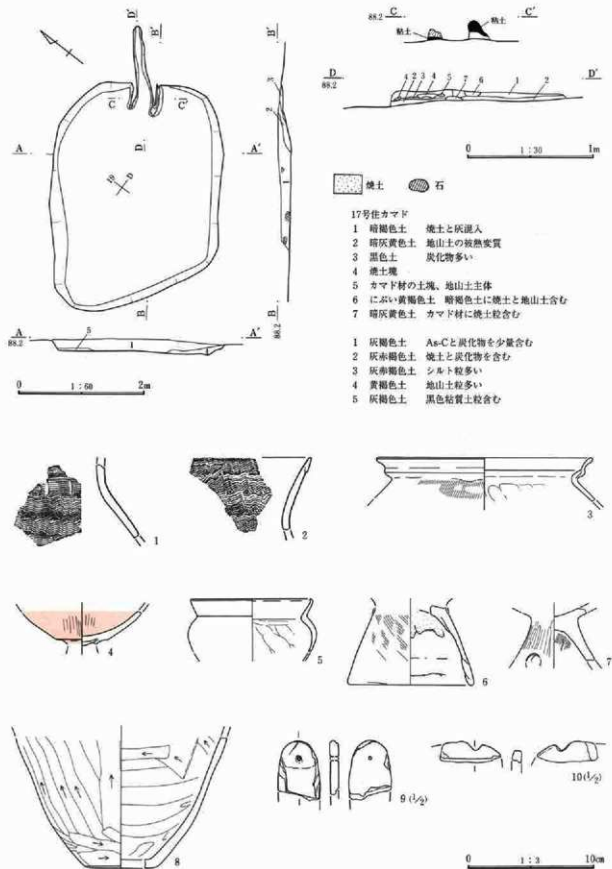 D'
B'
C
C'
D
A
A'
19
D
B
A
88.2
5
1
A'
0
1 : 60
2m
B'
3
2
1
B
88.2
C
88.2
C'
粘土
粘土
D
88.2
D'
4 2 3 4 5 7 6 1 2
0
1 : 30
1m
焼土
石
17号住カマド
1 暗褐色土 焼土と灰混入
2 暗灰黄色土 地山土の被熱変質
3 黒色土 炭化物多い
4 焼土塊
5 カマド材の土塊、地山土主体
6 にぶい黄褐色土 暗褐色土に焼土と地山土含む
7 暗灰黄色土 カマド材に焼土粒含む
1 灰褐色土 As-Cと炭化物を少量含む
2 灰赤褐色土 焼土と炭化物を含む
3 灰赤褐色土 シルト粒多い
4 黄褐色土 地山土粒多い
5 灰褐色土 黒色粘質土粒含む
1
2
3
4
5
6
7
8
9 (1/2)
10 (1/2)
0
1 : 3
10cm